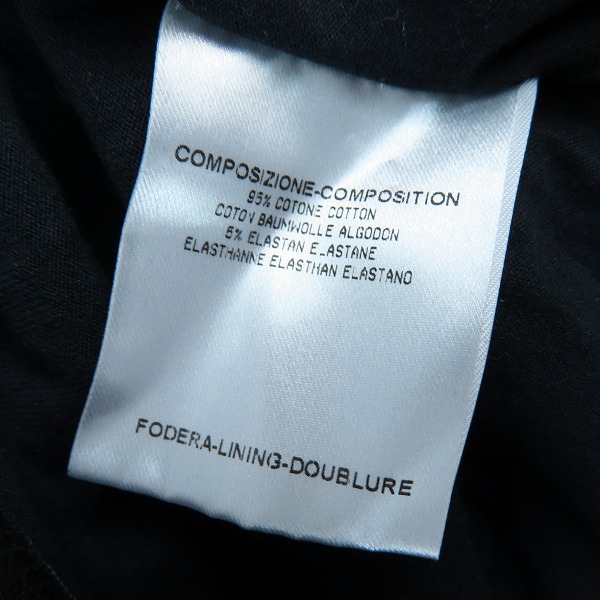 COMPOSIZIONE-COMPOSITION
95% COTONE COTTON
COTON BAUMWOLLE ALGODON
5% ELASTAN ELASTANE
ELASTHANNE ELASTHAN ELASTANO
FODERA-LINING-DOUBLURE